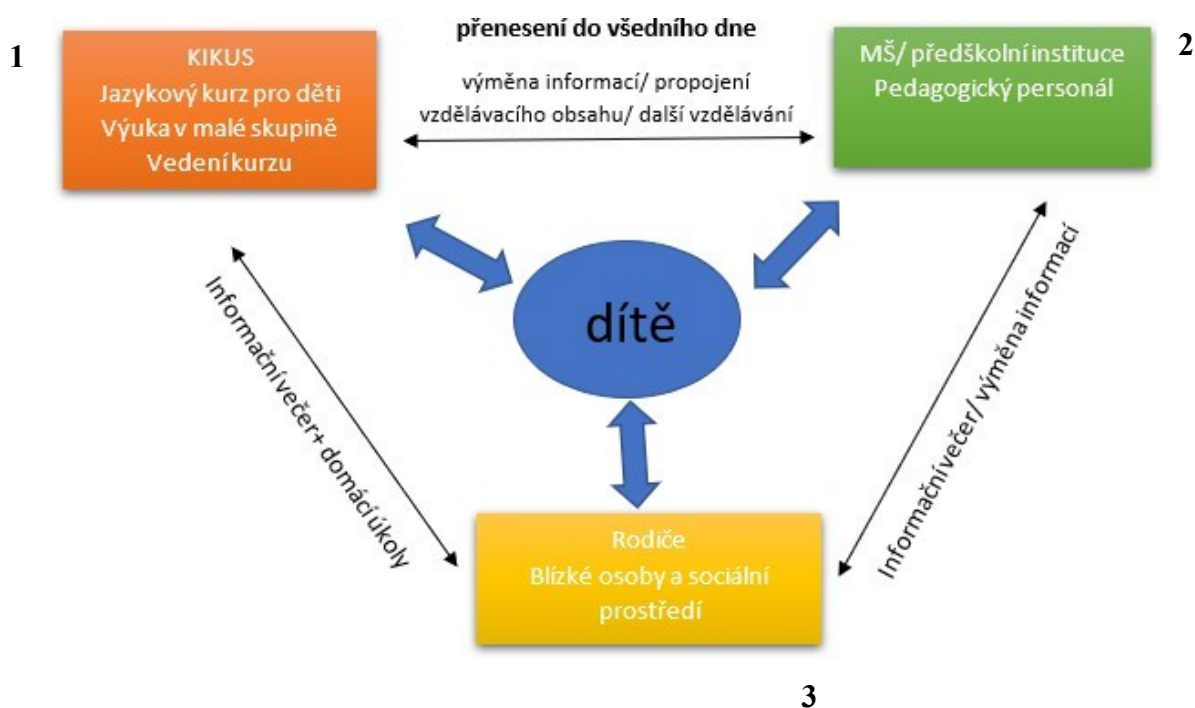 přenesení do všedního dne
1
KIKUS
Jazykový kurz pro děti
Výuka v malé skupině
Vedení kurzu
výměna informací/ propojení
vzdělávacího obsahu/ další vzdělávání
MŠ/ předškolní instituce
Pedagogický personál
2
dítě
Informační večer+ domácí úkoly
Informační večer/ výměna informací
Rodiče
Blízké osoby a sociální
prostředí
3